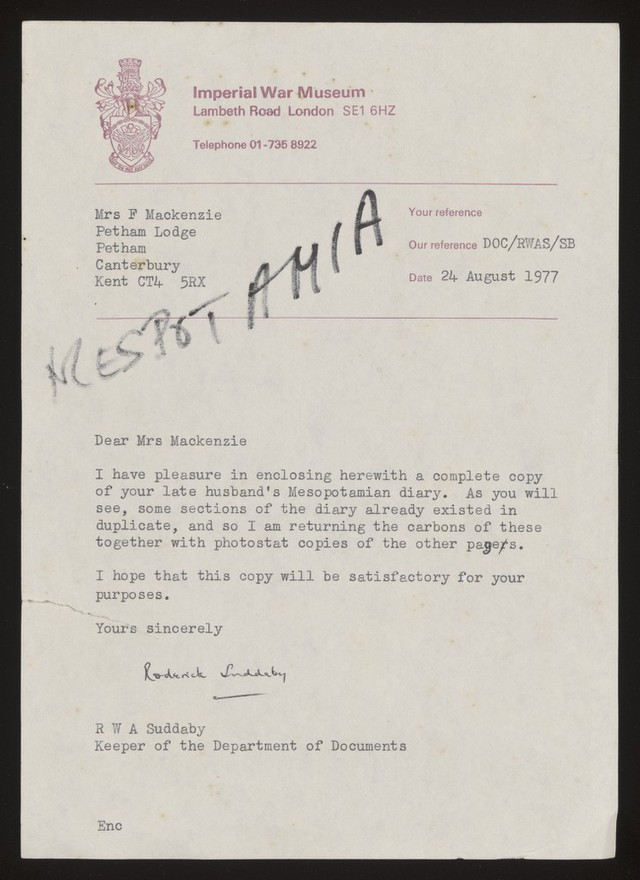 Imperial War Museum
Lambeth Road London SE1 6HZ
Telephone 01-735 8922
Mrs F Mackenzie
Petham Lodge
Petham
Canterbury
Kent CT4 5RX
Your reference
Our reference DOC/RWAS/SB
Date 24 August 1977
MESPOTAMIA
Dear Mrs Mackenzie
I have pleasure in enclosing herewith a complete copy
of your late husband's Mesopotamian diary. As you will
see, some sections of the diary already existed in
duplicate, and so I am returning the carbons of these
together with photostat copies of the other pages.
I hope that this copy will be satisfactory for your
purposes.
Yours sincerely
Roderick Suddaby
R W A Suddaby
Keeper of the Department of Documents
Enc